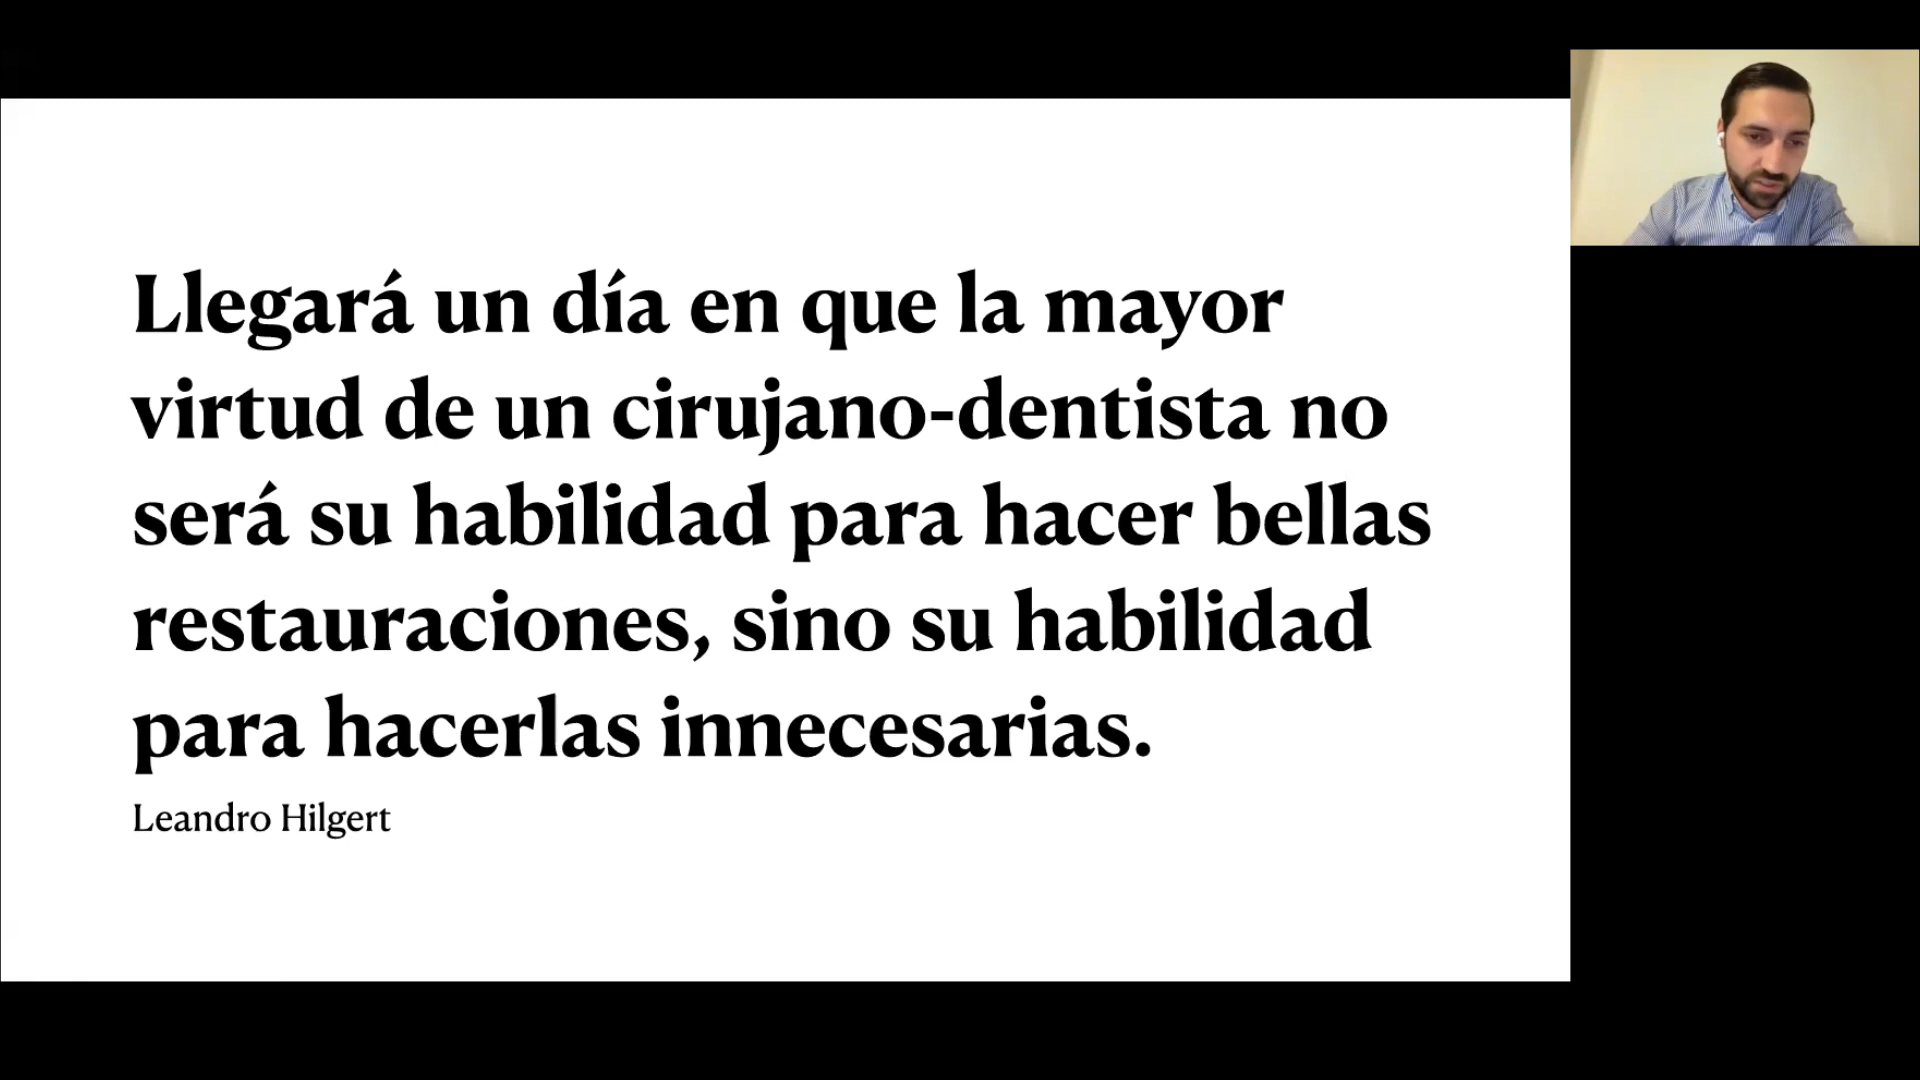 Llegará un día en que la mayor
virtud de un cirujano-dentista no
será su habilidad para hacer bellas
restauraciones, sino su habilidad
para hacerlas innecesarias.
Leandro Hilgert